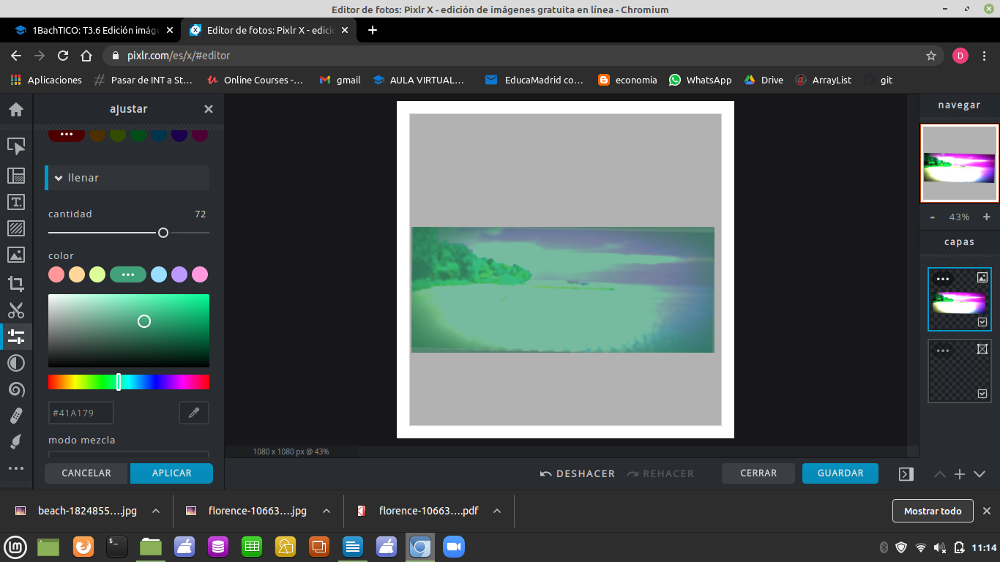 Editor de fotos: Pixlr X - edición de imágenes gratuita en línea - Chromium
1BachTICO: T3.6 Edición imáge
Editor de fotos: Pixlr X - edició
pixlr.com/es/x/#editor
D
Aplicaciones
Pasar de INT a St…
Online Courses -…
gmail
AULA VIRTUAL…
EducaMadrid co…
economía
WhatsApp
Drive
ArrayList
git
ajustar
llenar
cantidad 72
color
#41A179
modo mezcla
CANCELAR
APLICAR
1080 x 1080 px @ 43%
DESHACER
REHACER
CERRAR
GUARDAR
navegar
- 43% +
capas
beach-1824855….jpg
florence-10663….jpg
florence-10663….pdf
Mostrar todo
11:14